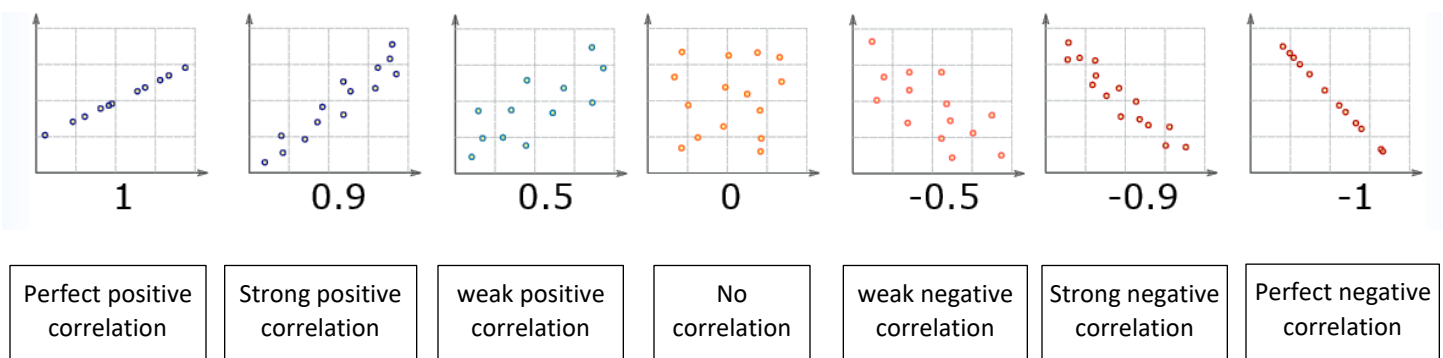 1 0.9 0.5 0 -0.5 -0.9 -1
Perfect positive
correlation
Strong positive
correlation
weak positive
correlation
No
correlation
weak negative
correlation
Strong negative
correlation
Perfect negative
correlation